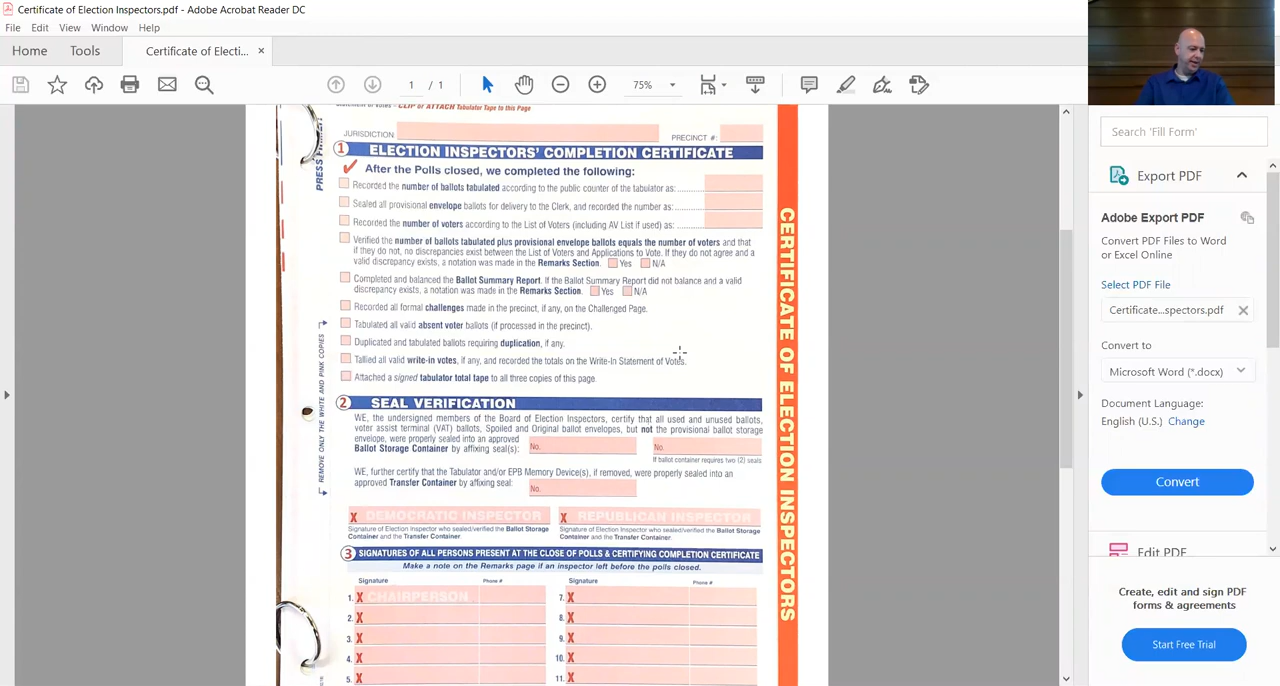 Certificate of Election Inspectors.pdf - Adobe Acrobat Reader DC
File Edit View Window Help
Home Tools Certificate of Electi... ×
1 / 1 75%
Statement of Votes - CLIP or ATTACH Tabulator Tape to this Page
JURISDICTION PRECINCT #:
PRESS FIRMLY
1 ELECTION INSPECTORS' COMPLETION CERTIFICATE
After the Polls closed, we completed the following:
Recorded the number of ballots tabulated according to the public counter of the tabulator as:
Sealed all provisional envelope ballots for delivery to the Clerk, and recorded the number as:
Recorded the number of voters according to the List of Voters (including AV List if used) as:
Verified the number of ballots tabulated plus provisional envelope ballots equals the number of voters and that
if they do not, no discrepancies exist between the List of Voters and Applications to Vote. If they do not agree and a
valid discrepancy exists, a notation was made in the Remarks Section. Yes N/A
Completed and balanced the Ballot Summary Report. If the Ballot Summary Report did not balance and a valid
discrepancy exists, a notation was made in the Remarks Section. Yes N/A
Recorded all formal challenges made in the precinct, if any, on the Challenged Page.
Tabulated all valid absent voter ballots (if processed in the precinct).
Duplicated and tabulated ballots requiring duplication, if any.
Tallied all valid write-in votes, if any, and recorded the totals on the Write-In Statement of Votes.
Attached a signed tabulator total tape to all three copies of this page.
REMOVE ONLY THE WHITE AND PINK COPIES
2 SEAL VERIFICATION
WE, the undersigned members of the Board of Election Inspectors, certify that all used and unused ballots,
voter assist terminal (VAT) ballots, Spoiled and Original ballot envelopes, but not the provisional ballot storage
envelope, were properly sealed into an approved
Ballot Storage Container by affixing seal(s): No. No.
If ballot container requires two (2) seals
WE, further certify that the Tabulator and/or EPB Memory Device(s), if removed, were properly sealed into an
approved Transfer Container by affixing seal: No.
X DEMOCRATIC INSPECTOR X REPUBLICAN INSPECTOR
Signature of Election Inspector who sealed/verified the Ballot Storage
Container and the Transfer Container.
Signature of Election Inspector who sealed/verified the Ballot Storage
Container and the Transfer Container.
3 SIGNATURES OF ALL PERSONS PRESENT AT THE CLOSE OF POLLS & CERTIFYING COMPLETION CERTIFICATE
Make a note on the Remarks page if an inspector left before the polls closed.
Signature Phone # Signature Phone #
1. X CHAIRPERSON 7. X
2. X 8. X
3. X 9. X
4. X 10. X
5. X 11. X
CERTIFICATE OF ELECTION INSPECTORS
Search 'Fill Form'
Export PDF
Adobe Export PDF
Convert PDF Files to Word
or Excel Online
Select PDF File
Certificate...spectors.pdf
Convert to
Microsoft Word (*.docx)
Document Language:
English (U.S.) Change
Convert
Edit PDF
Create, edit and sign PDF
forms & agreements
Start Free Trial